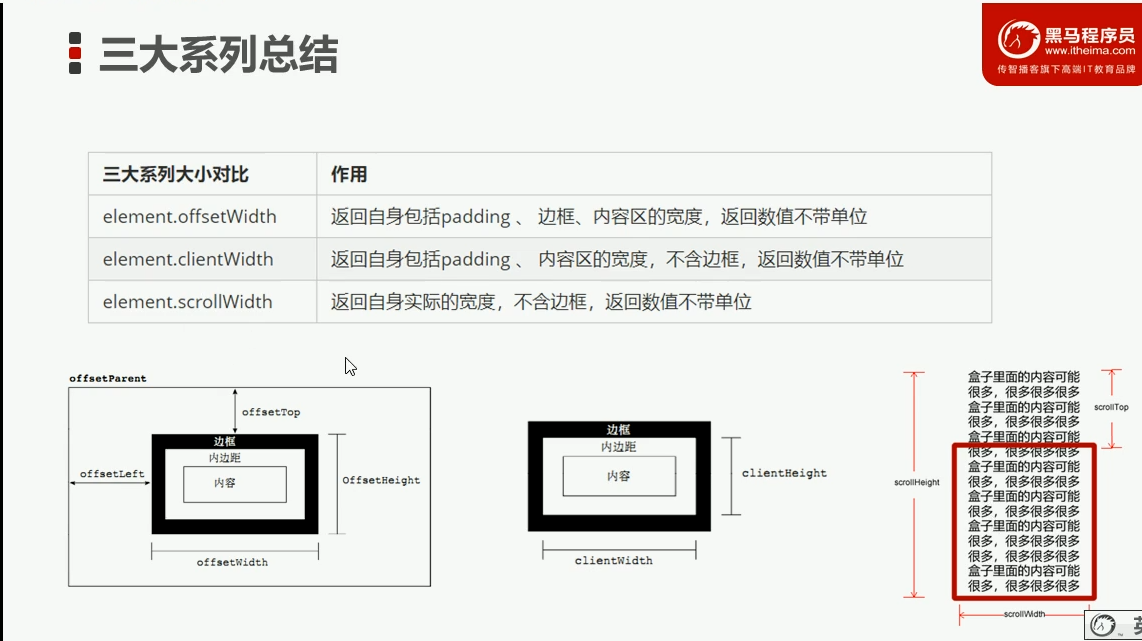 三大系列总结
黑马程序员
www.itheima.com
传智播客旗下高端IT教育品牌
三大系列大小对比 作用
element.offsetWidth 返回自身包括padding 、 边框、内容区的宽度，返回数值不带单位
element.clientWidth 返回自身包括padding 、 内容区的宽度，不含边框，返回数值不带单位
element.scrollWidth 返回自身实际的宽度，不含边框，返回数值不带单位
offsetParent
offsetTop
边框
内边距
offsetLeft
内容
OffsetHeight
offsetWidth
边框
内边距
内容
clientHeight
clientWidth
盒子里面的内容可能
很多，很多很多很多
盒子里面的内容可能
很多，很多很多很多
盒子里面的内容可能
很多，很多很多很多
盒子里面的内容可能
很多，很多很多很多
盒子里面的内容可能
很多，很多很多很多
盒子里面的内容可能
很多，很多很多很多
很多，很多很多很多
盒子里面的内容可能
很多，很多很多很多
scrollTop
scrollHeight
scrollWidth